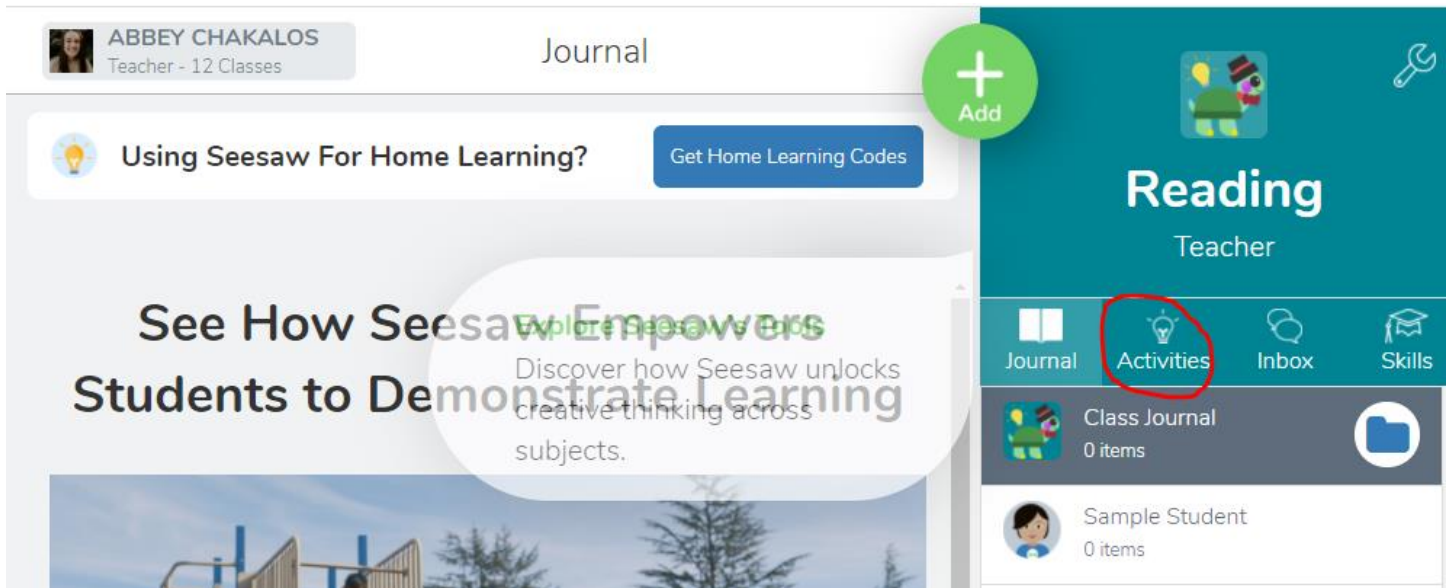 ABBEY CHAKALOS
Teacher - 12 Classes
Journal
Add
Using Seesaw For Home Learning?
Get Home Learning Codes
See How Seesaw Empowers
Students to Demonstrate Learning
Explore Seesaw's Tools
Discover how Seesaw unlocks
creative thinking across
subjects.
Reading
Teacher
Journal
Activities
Inbox
Skills
Class Journal
0 items
Sample Student
0 items